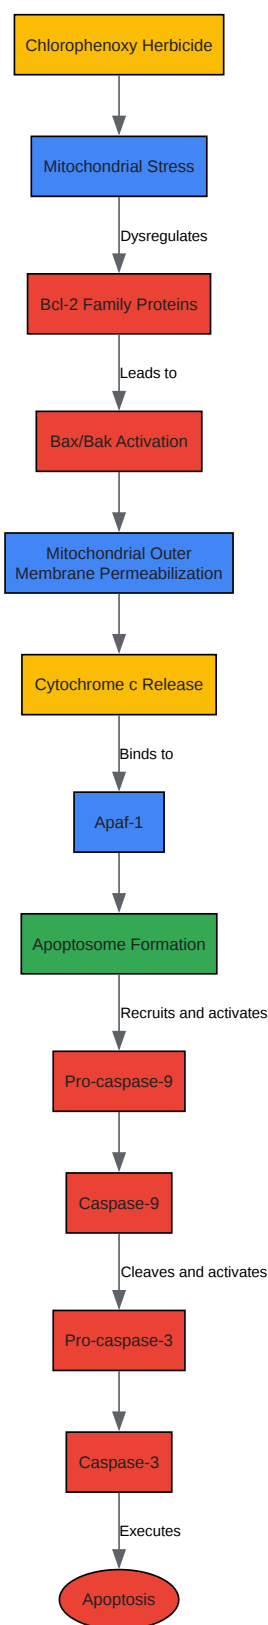 Chlorophenoxy Herbicide
Mitochondrial Stress
Dysregulates
Bcl-2 Family Proteins
Leads to
Bax/Bak Activation
Mitochondrial Outer
Membrane Permeabilization
Cytochrome c Release
Binds to
Apaf-1
Apoptosome Formation
Recruits and activates
Pro-caspase-9
Caspase-9
Cleaves and activates
Pro-caspase-3
Caspase-3
Executes
Apoptosis